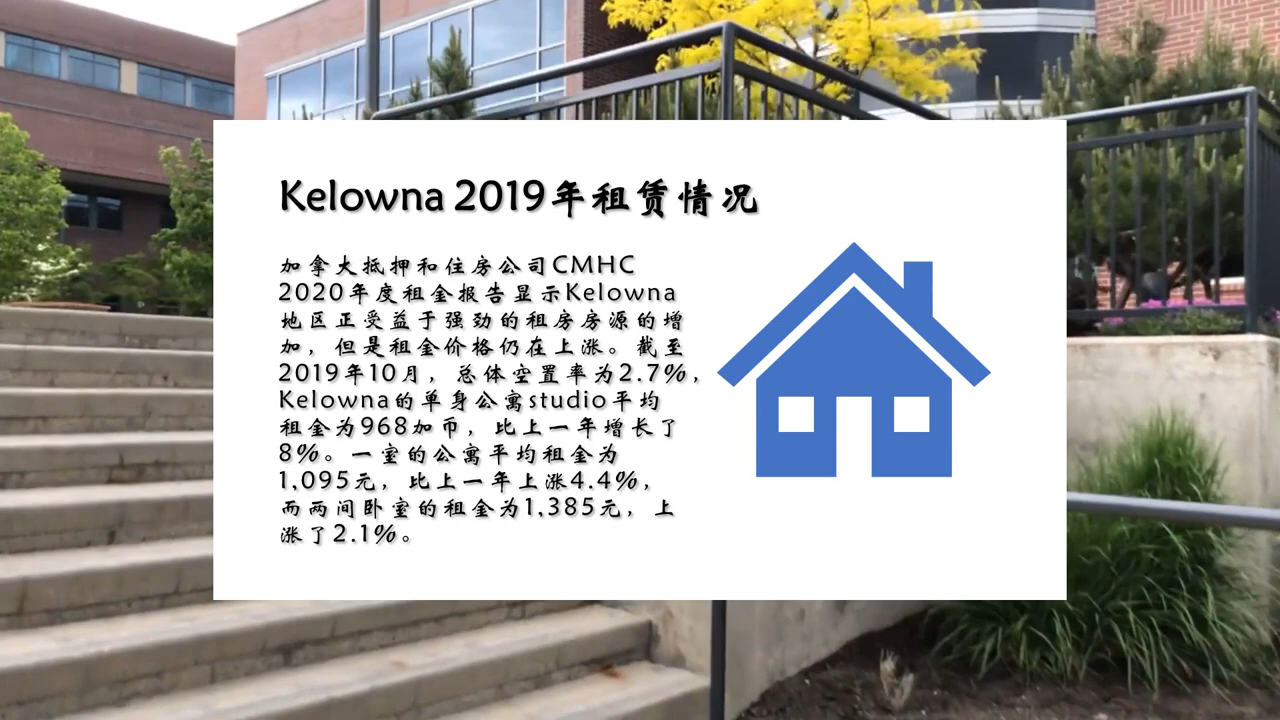 Kelowna 2019年租赁情况
加拿大抵押和住房公司CMHC
2020年度租金报告显示Kelowna
地区正受益于强劲的租房房源的增
加，但是租金价格仍在上涨。截至
2019年10月，总体空置率为2.7%，
Kelowna的单身公寓studio平均
租金为968加币，比上一年增长了
8%。一室的公寓平均租金为
1,095元，比上一年上涨4.4%，
而两间卧室的租金为1,385元，上
涨了2.1%。